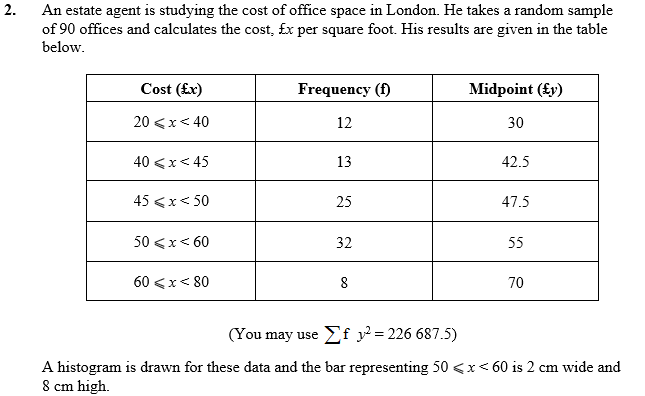 2. An estate agent is studying the cost of office space in London. He takes a random sample
of 90 offices and calculates the cost, £x per square foot. His results are given in the table
below.
Cost (£x) Frequency (f) Midpoint (£y)
20 ⩽ x < 40 12 30
40 ⩽ x < 45 13 42.5
45 ⩽ x < 50 25 47.5
50 ⩽ x < 60 32 55
60 ⩽ x < 80 8 70
(You may use ∑f y² = 226 687.5)
A histogram is drawn for these data and the bar representing 50 ⩽ x < 60 is 2 cm wide and
8 cm high.